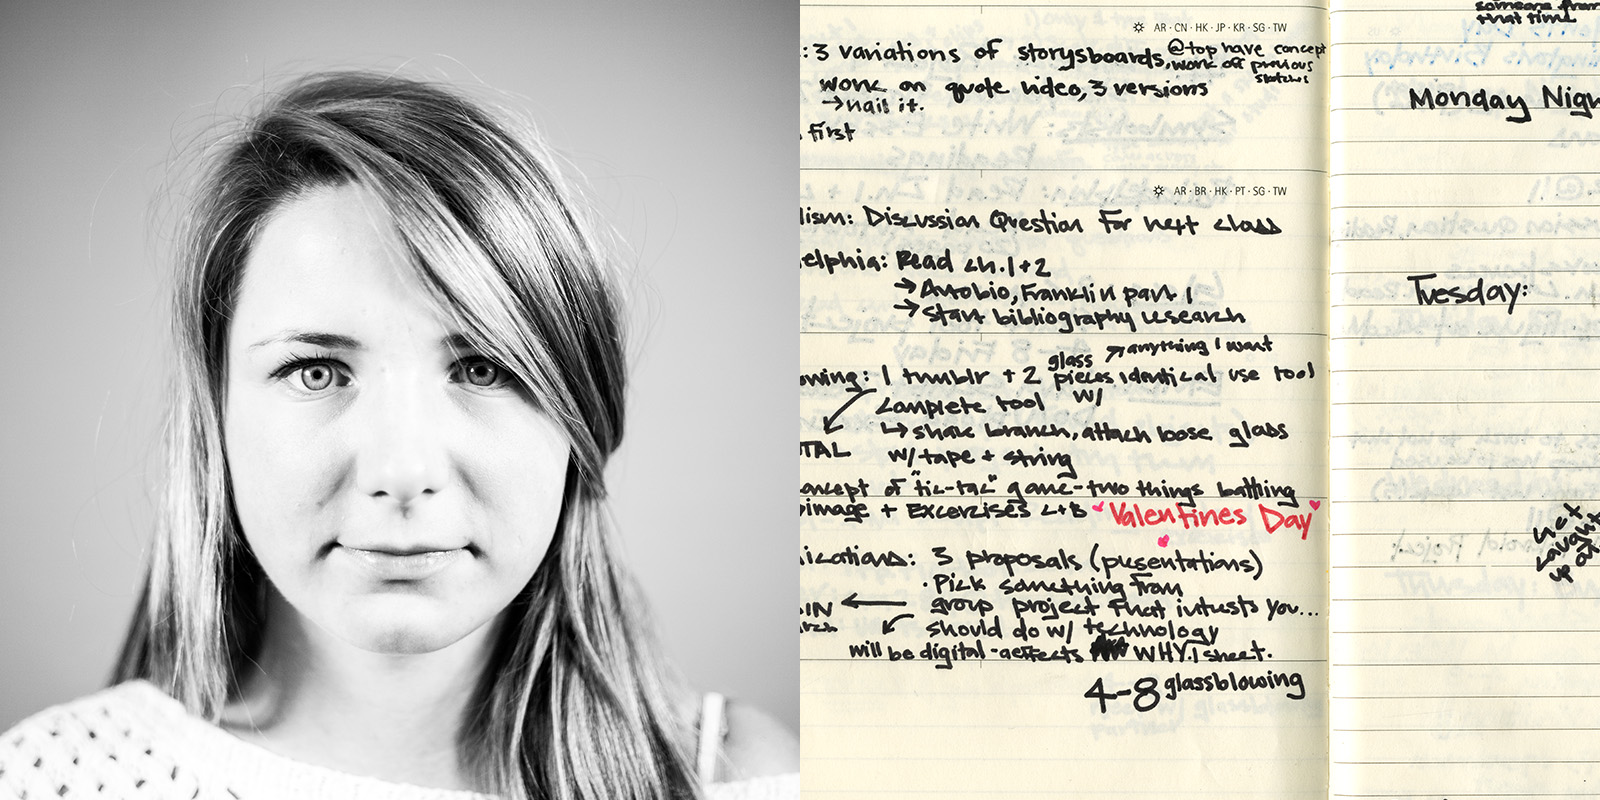 AR · CN · HK · JP · KR · SG · TW
: 3 variations of storysboards, @top have concept
work off previous
sketches
work on quote video, 3 versions
→ nail it.
first
AR · BR · HK · PT · SG · TW
lism: Discussion Question For next class
elphia: Read ch. 1 + 2
→ Autobio, Franklin part 1
→ start bibliography research
glass ↗ anything I want
owing: 1 tumblr + 2 pieces identical use tool
w/
complete tool
↳ shak branch, attach loose glass
TAL w/ tape + string
oncept of "tic-tac" game - two things bathing
image + Excercises L+B Valentines Day
ications: 3 proposals (presentations)
· Pick something from
IN ← group project that intrests you...
should do w/ technology
will be digital - aeffects WHY. 1 sheet.
4-8 glassblowing
someone from
that time
Monday Nigh
Tuesday:
get
caught
up at